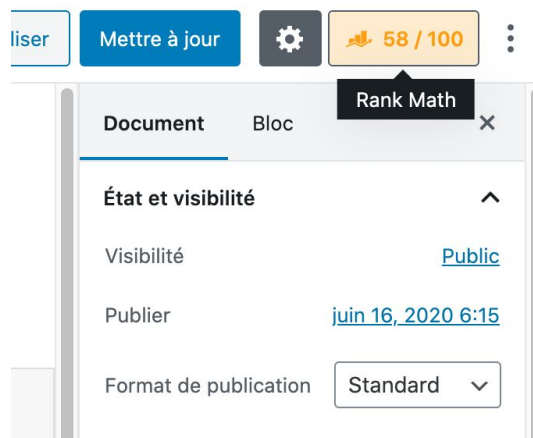 liser
Mettre à jour
58 / 100
Rank Math
Document
Bloc
État et visibilité
Visibilité
Public
Publier
juin 16, 2020 6:15
Format de publication
Standard